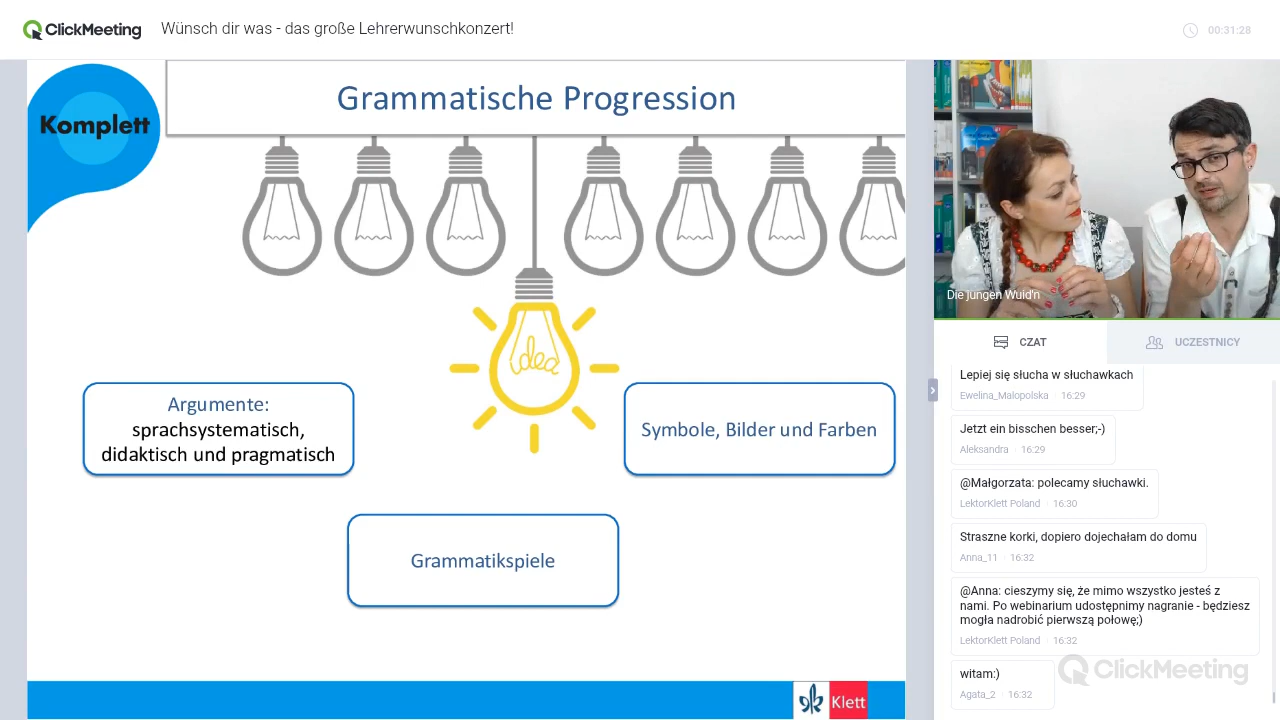 ClickMeeting
Wünsch dir was - das große Lehrerwunschkonzert!
00:31:28
Komplett
Grammatische Progression
idea
Argumente:
sprachsystematisch,
didaktisch und pragmatisch
Symbole, Bilder und Farben
Grammatikspiele
Klett
Die jungen Wuid'n
CZAT
UCZESTNICY
Lepiej się słucha w słuchawkach
Ewelina_Małopolska 16:29
Jetzt ein bisschen besser;-)
Aleksandra 16:29
@Małgorzata: polecamy słuchawki.
LektorKlett Poland 16:30
Straszne korki, dopiero dojechałam do domu
Anna_11 16:32
@Anna: cieszymy się, że mimo wszystko jesteś z
nami. Po webinarium udostępnimy nagranie - będziesz
mogła nadrobić pierwszą połowę;)
LektorKlett Poland 16:32
witam:)
Agata_2 16:32
ClickMeeting